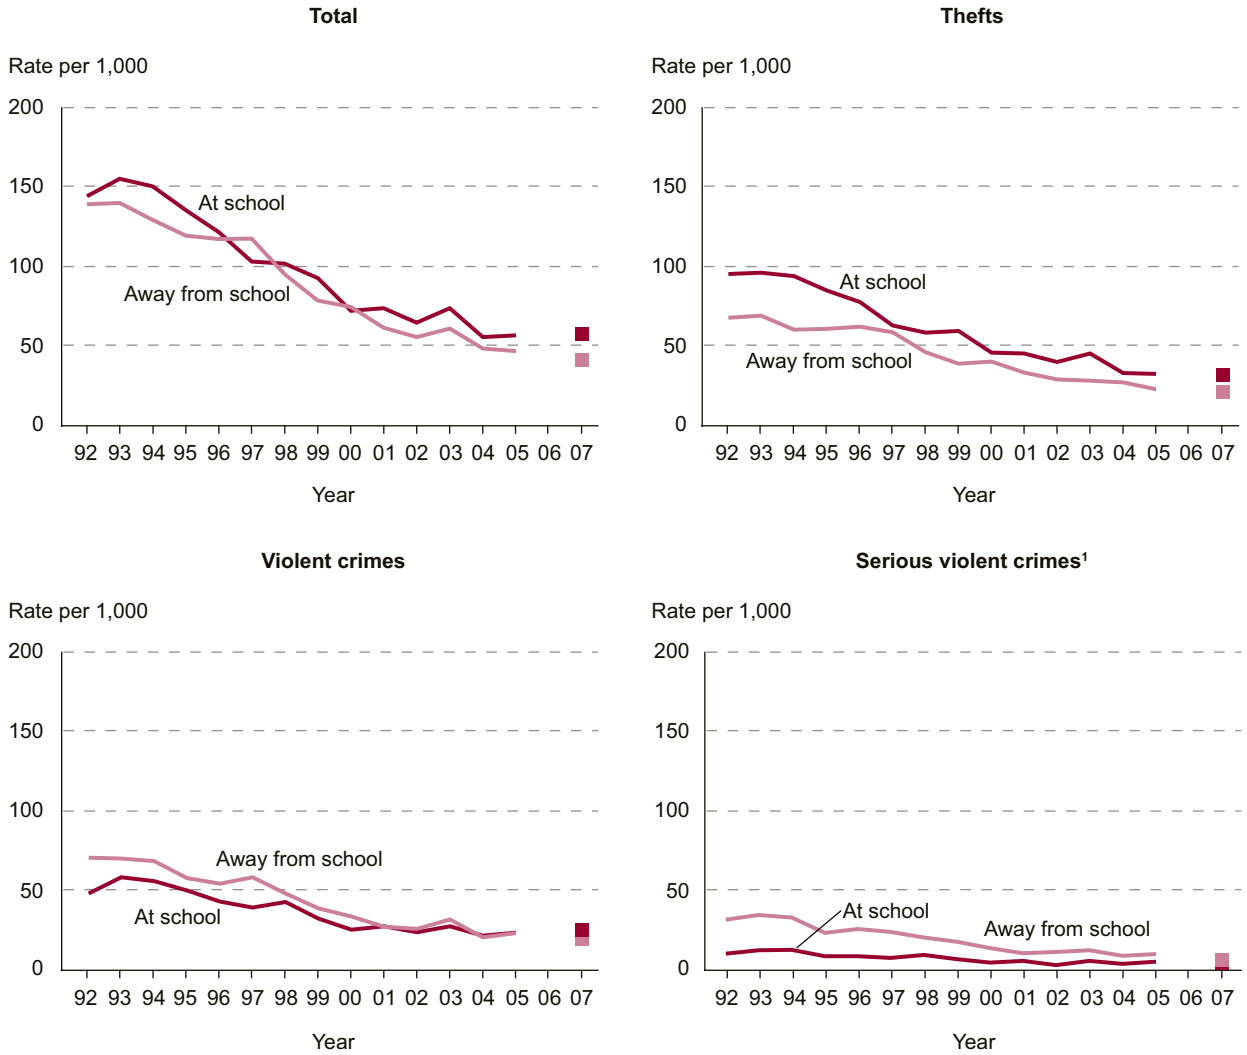 Total
Rate per 1,000
200
150
100
50
0
At school
Away from school
92 93 94 95 96 97 98 99 00 01 02 03 04 05 06 07
Year
Thefts
Rate per 1,000
200
150
100
50
0
At school
Away from school
92 93 94 95 96 97 98 99 00 01 02 03 04 05 06 07
Year
Violent crimes
Rate per 1,000
200
150
100
50
0
Away from school
At school
92 93 94 95 96 97 98 99 00 01 02 03 04 05 06 07
Year
Serious violent crimes¹
Rate per 1,000
200
150
100
50
0
At school
Away from school
92 93 94 95 96 97 98 99 00 01 02 03 04 05 06 07
Year